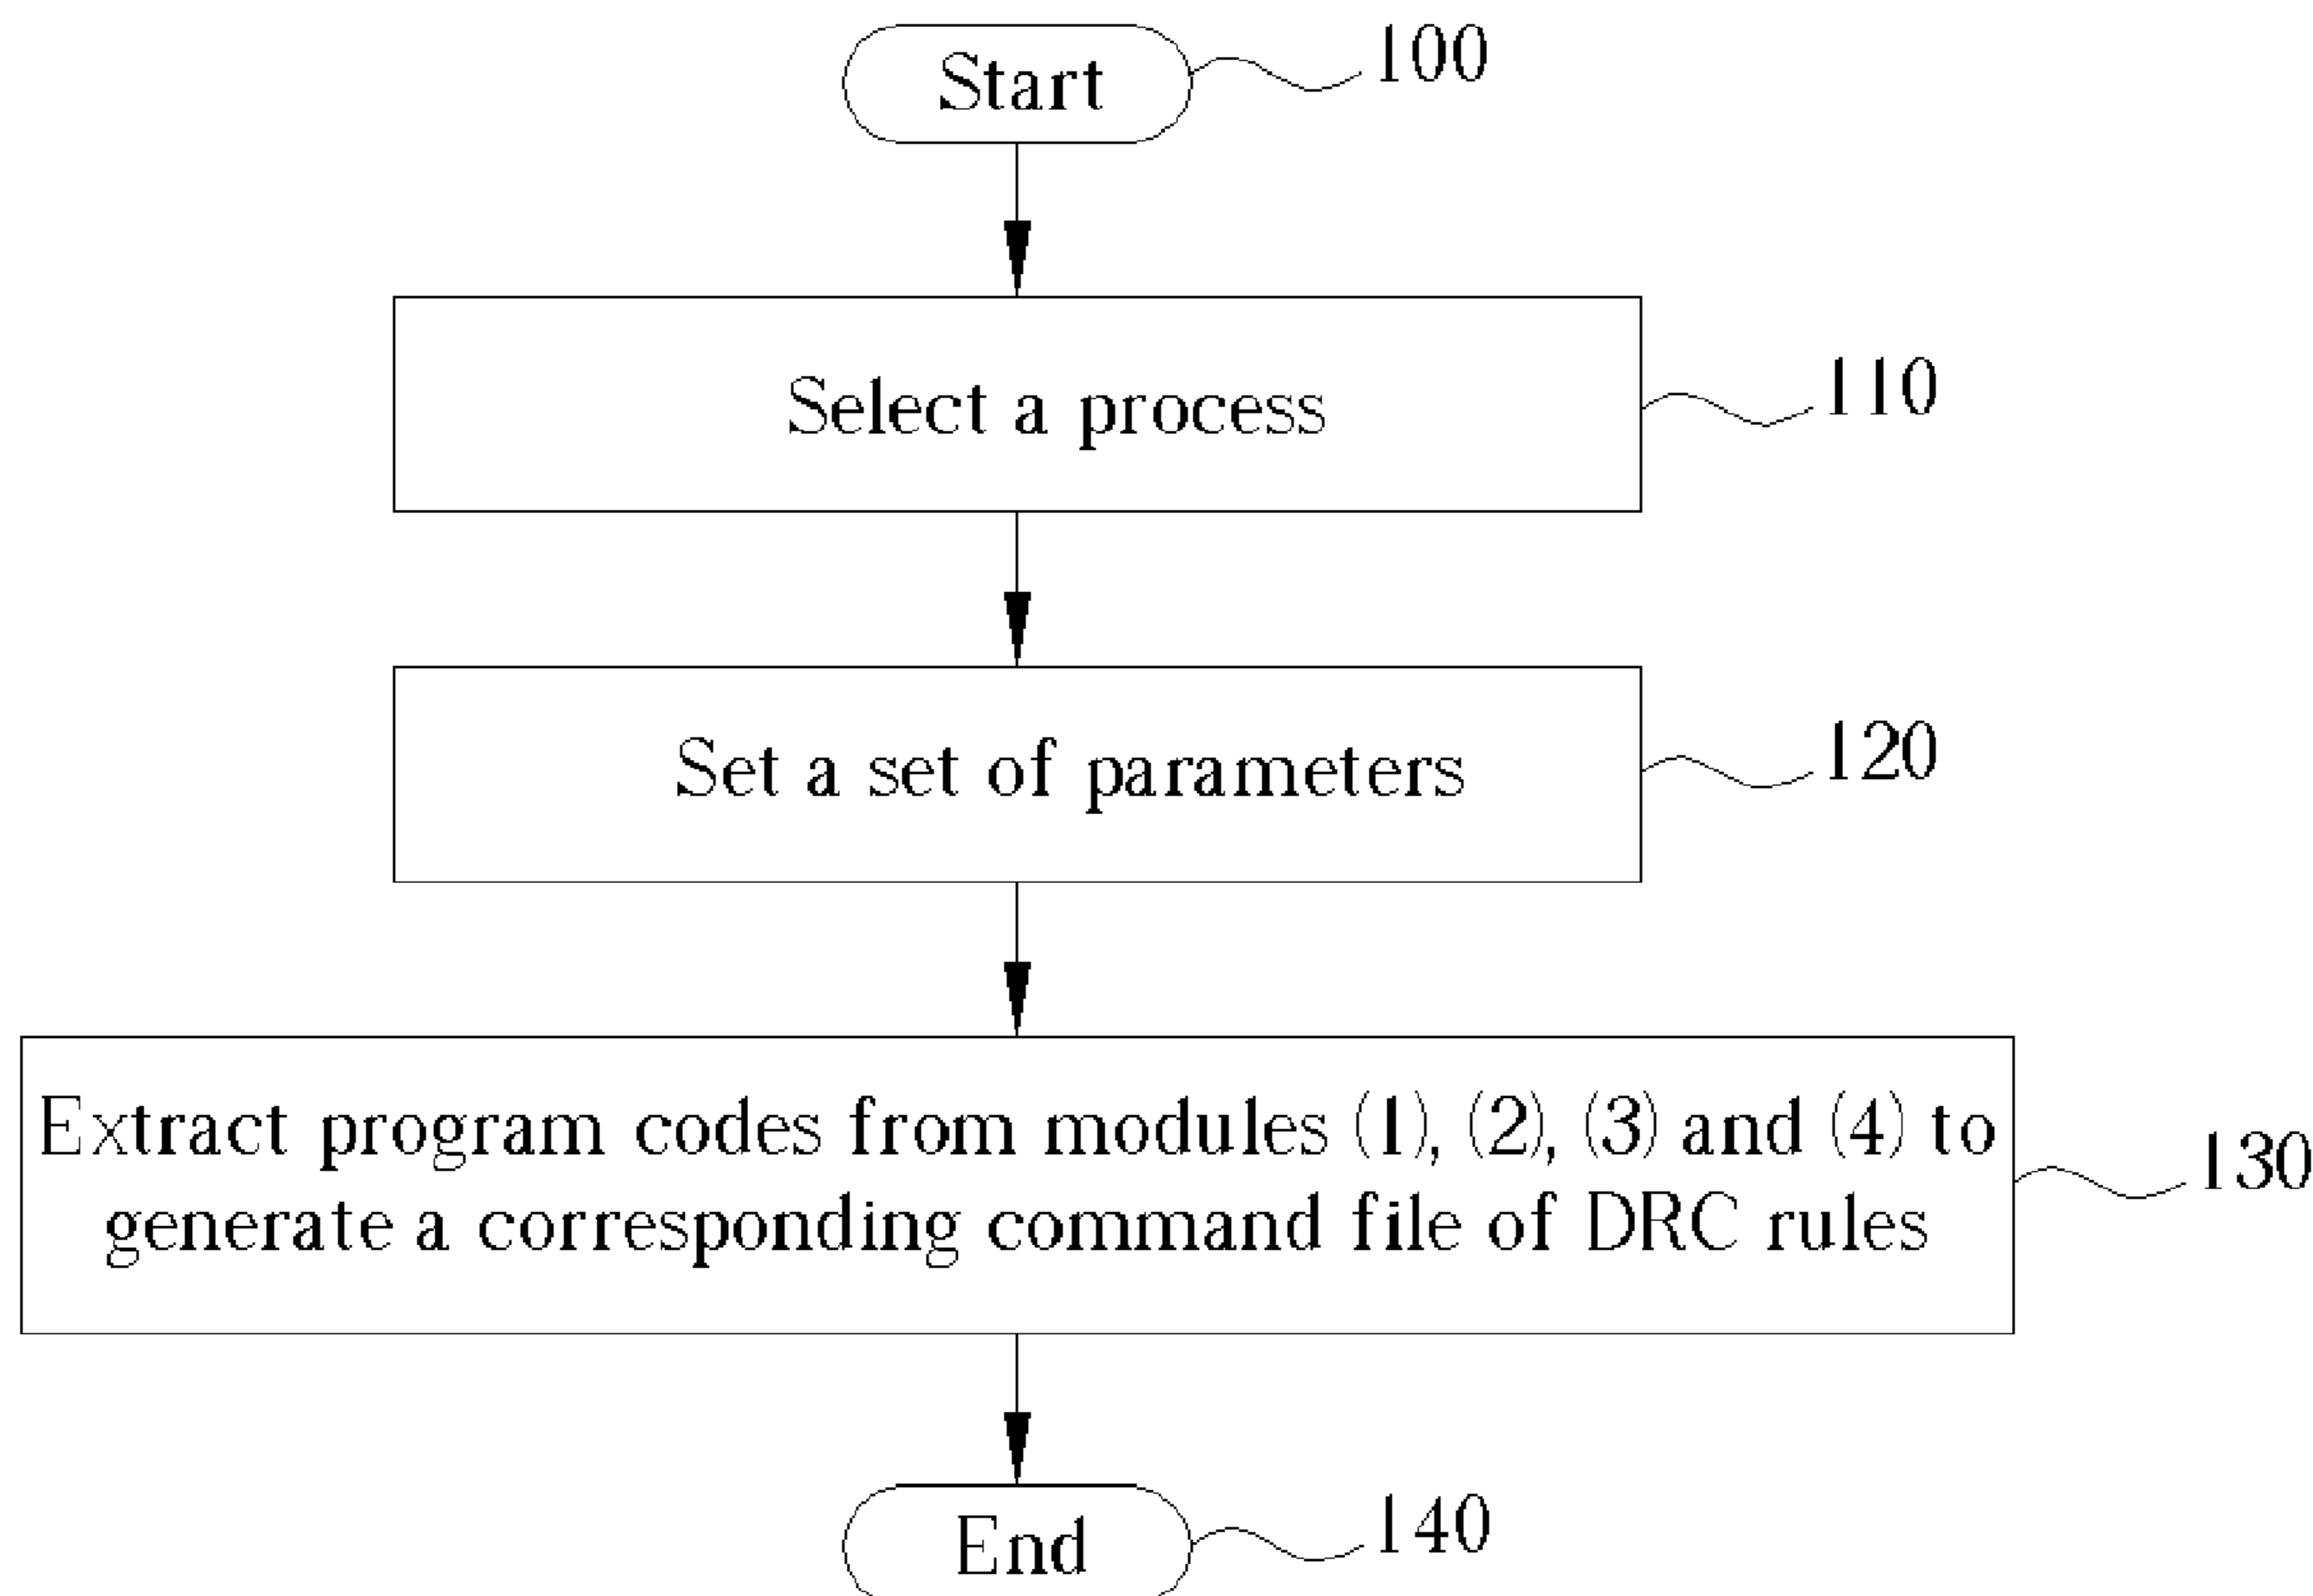 Start
100
Select a process
110
Set a set of parameters
120
Extract program codes from modules (1), (2), (3) and (4) to
generate a corresponding command file of DRC rules
130
End
140